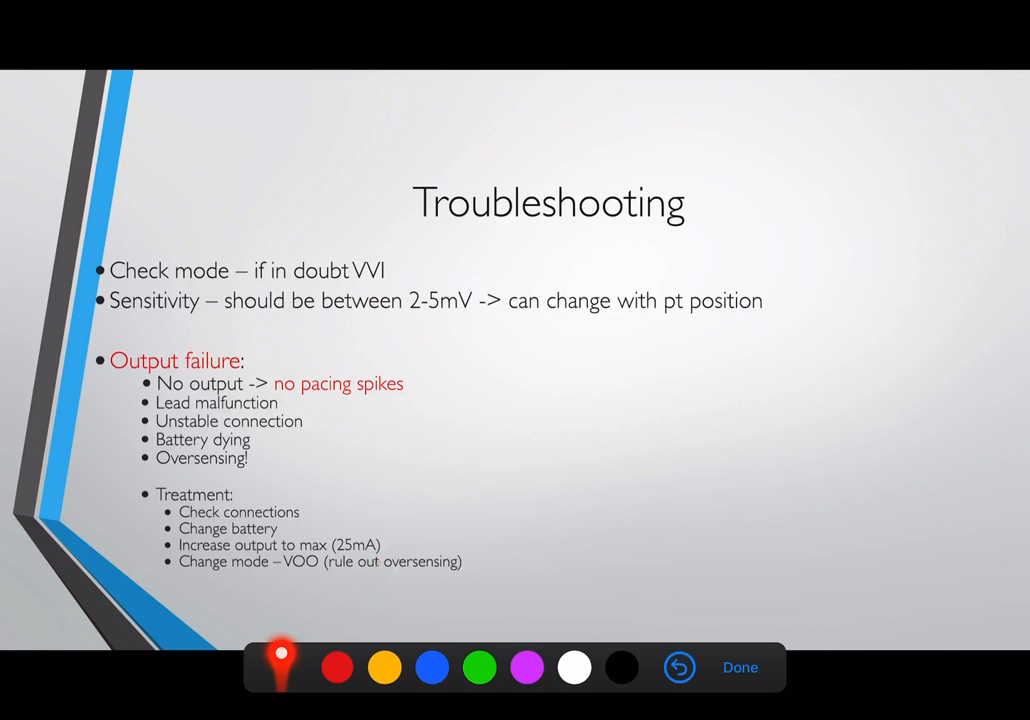 Troubleshooting
• Check mode – if in doubt VVI
• Sensitivity – should be between 2-5mV -> can change with pt position
• Output failure:
• No output -> no pacing spikes
• Lead malfunction
• Unstable connection
• Battery dying
• Oversensing!
• Treatment:
• Check connections
• Change battery
• Increase output to max (25mA)
• Change mode – VOO (rule out oversensing)
Done